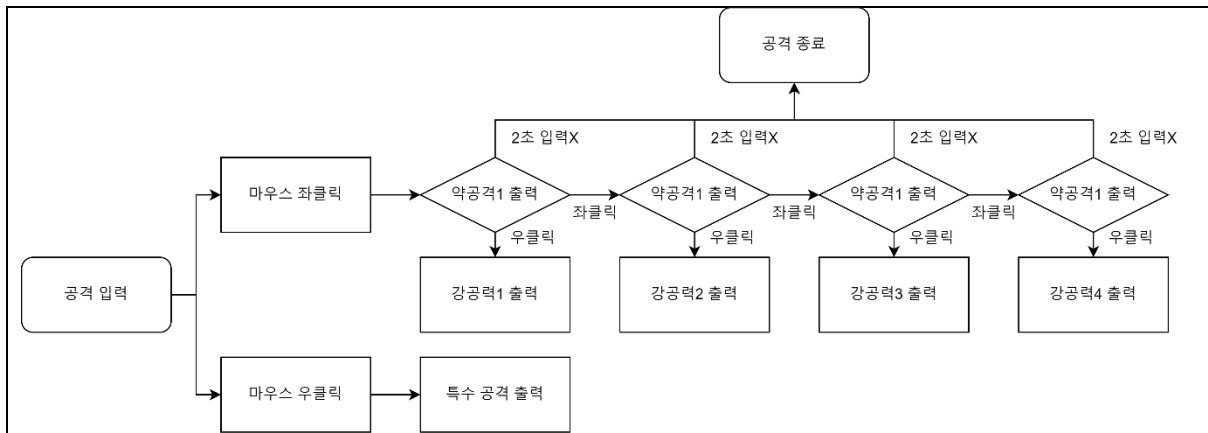 공격 종료
2초 입력X
2초 입력X
2초 입력X
2초 입력X
마우스 좌클릭
약공격1 출력
좌클릭
약공격1 출력
좌클릭
약공격1 출력
좌클릭
약공격1 출력
우클릭
우클릭
우클릭
우클릭
공격 입력
강공력1 출력
강공력2 출력
강공력3 출력
강공력4 출력
마우스 우클릭
특수 공격 출력